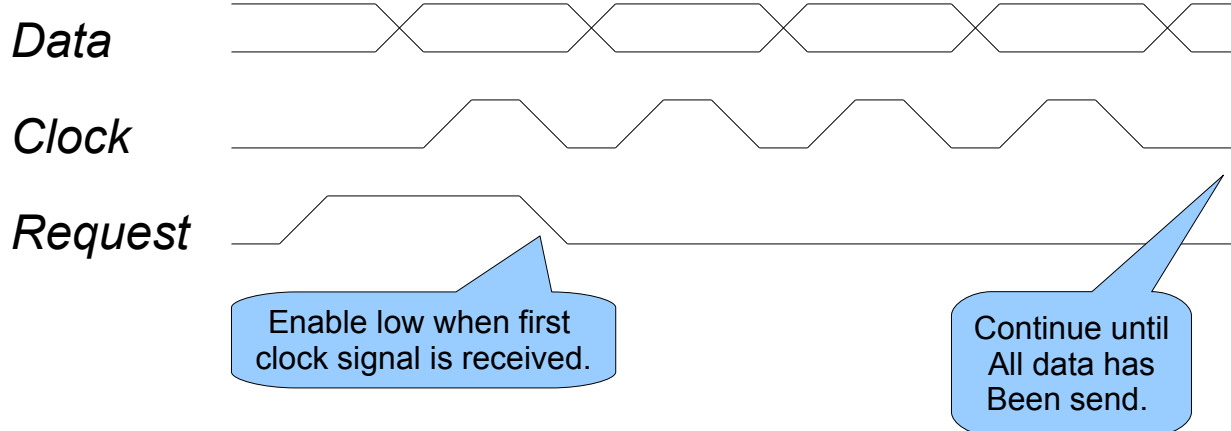 Data
Clock
Request
Enable low when first
clock signal is received.
Continue until
All data has
Been send.